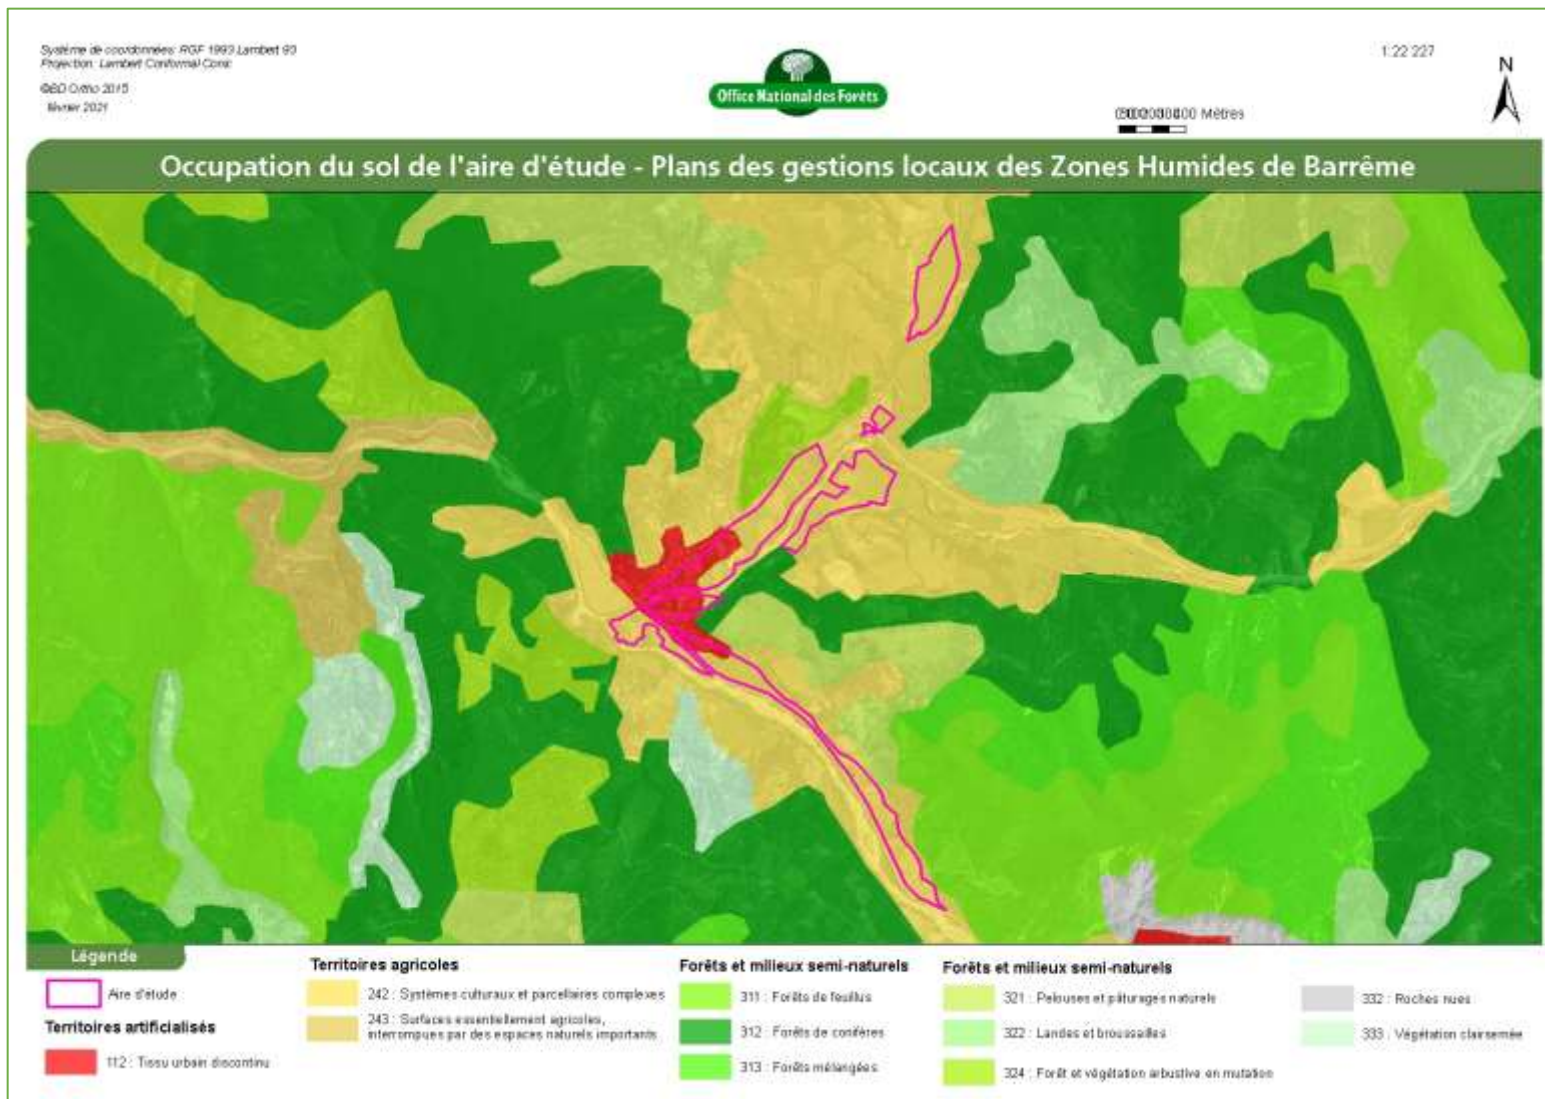 Système de coordonnées: RGF 1993 Lambert 93
Projection: Lambert Conformal Conic
©BD Ortho 2015
février 2021
Office National des Forêts
1:22 227
N
Mètres
Occupation du sol de l'aire d'étude - Plans des gestions locaux des Zones Humides de Barrême
Légende
Aire d'étude
Territoires artificialisés
112 : Tissu urbain discontinu
Territoires agricoles
242 : Systèmes culturaux et parcellaires complexes
243 : Surfaces essentiellement agricoles,
interrompues par des espaces naturels importants
Forêts et milieux semi-naturels
311 : Forêts de feuillus
312 : Forêts de conifères
313 : Forêts mélangées
Forêts et milieux semi-naturels
321 : Pelouses et pâturages naturels
322 : Landes et broussailles
324 : Forêt et végétation arbustive en mutation
332 : Roches nues
333 : Végétation clairsemée